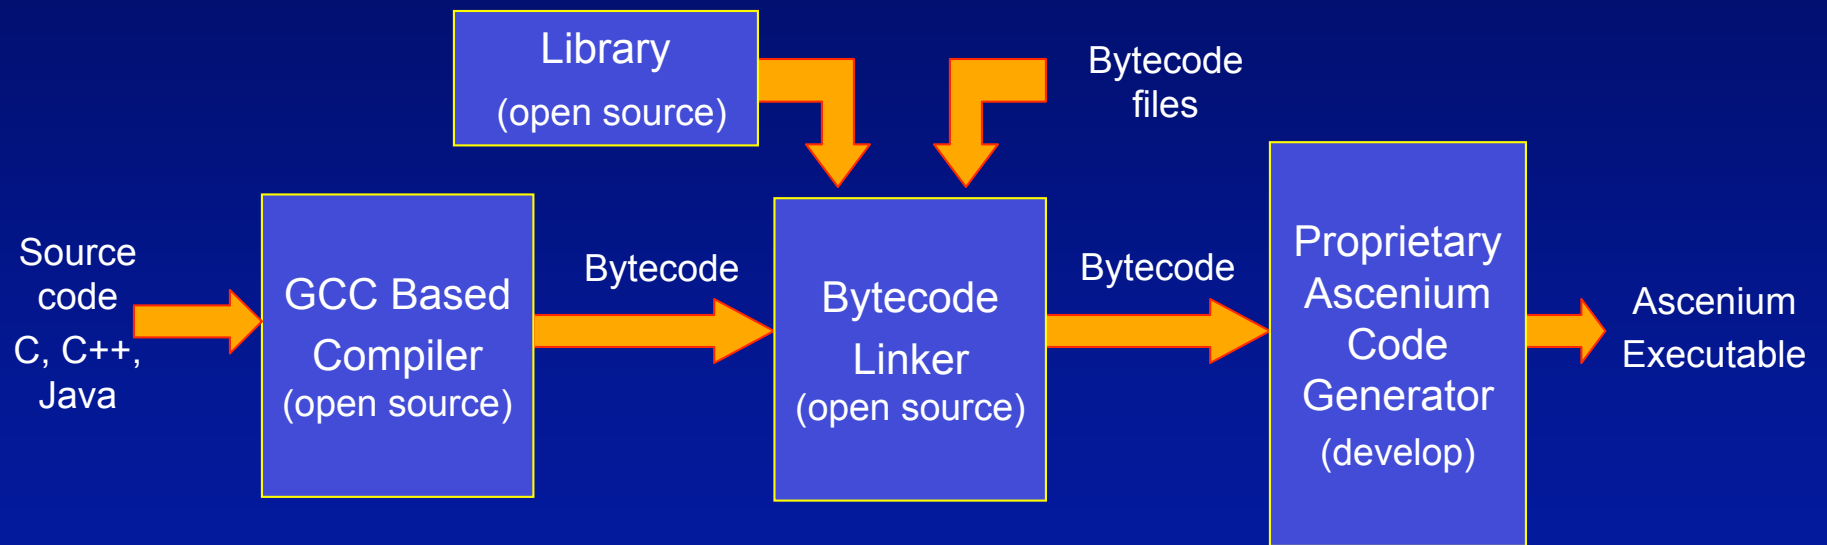 Library
(open source)
Bytecode
files
Source
code
C, C++,
Java
GCC Based
Compiler
(open source)
Bytecode
Bytecode
Linker
(open source)
Bytecode
Proprietary
Ascenium
Code
Generator
(develop)
Ascenium
Executable